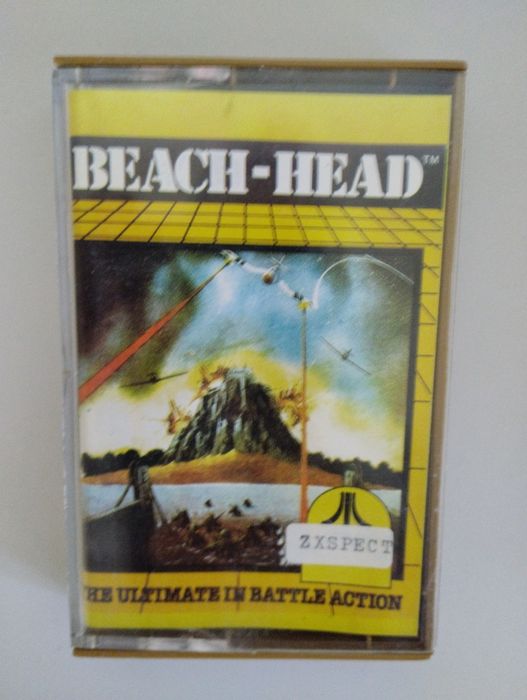 BEACH-HEAD™
ZXSPECT
HE ULTIMATE IN BATTLE ACTION